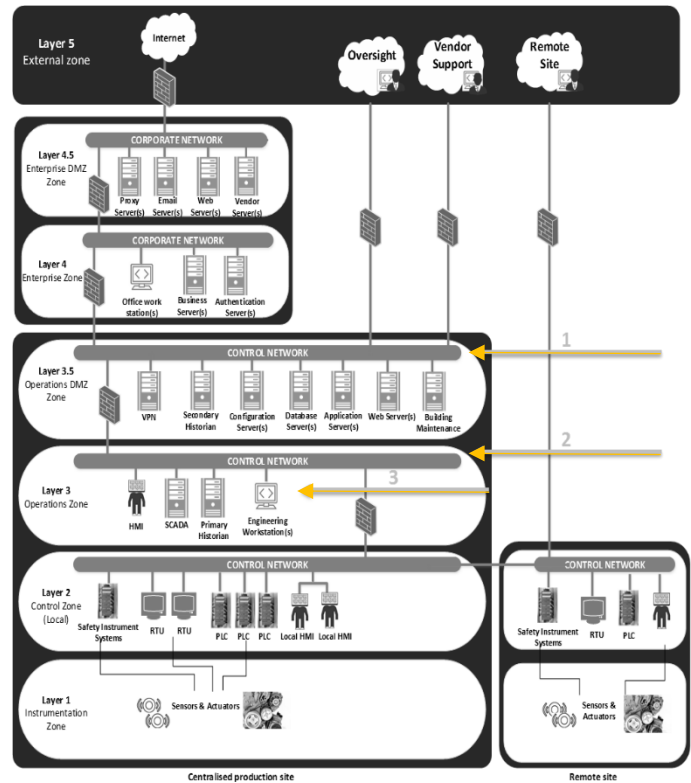 Layer 5
External zone
Internet
Oversight
Vendor
Support
Remote
Site
CORPORATE NETWORK
Layer 4.5
Enterprise DMZ
Zone
Proxy
Server(s)
Email
Server(s)
Web
Server(s)
Vendor
Server(s)
CORPORATE NETWORK
Layer 4
Enterprise Zone
Office work
station(s)
Business
Server(s)
Authentication
Server(s)
CONTROL NETWORK
1
Layer 3.5
Operations DMZ
Zone
VPN
Secondary
Historian
Configuration
Server(s)
Database
Server(s)
Application
Server(s)
Web Server(s)
Building
Maintenance
CONTROL NETWORK
2
Layer 3
Operations Zone
3
HMI
SCADA
Primary
Historian
Engineering
Workstation(s)
CONTROL NETWORK
Layer 2
Control Zone
(Local)
Safety Instrument
Systems
RTU
RTU
PLC
PLC
PLC
Local HMI
Local HMI
CONTROL NETWORK
Safety Instrument
Systems
RTU
PLC
Layer 1
Instrumentation
Zone
Sensors & Actuators
Sensors &
Actuators
Centralised production site
Remote site